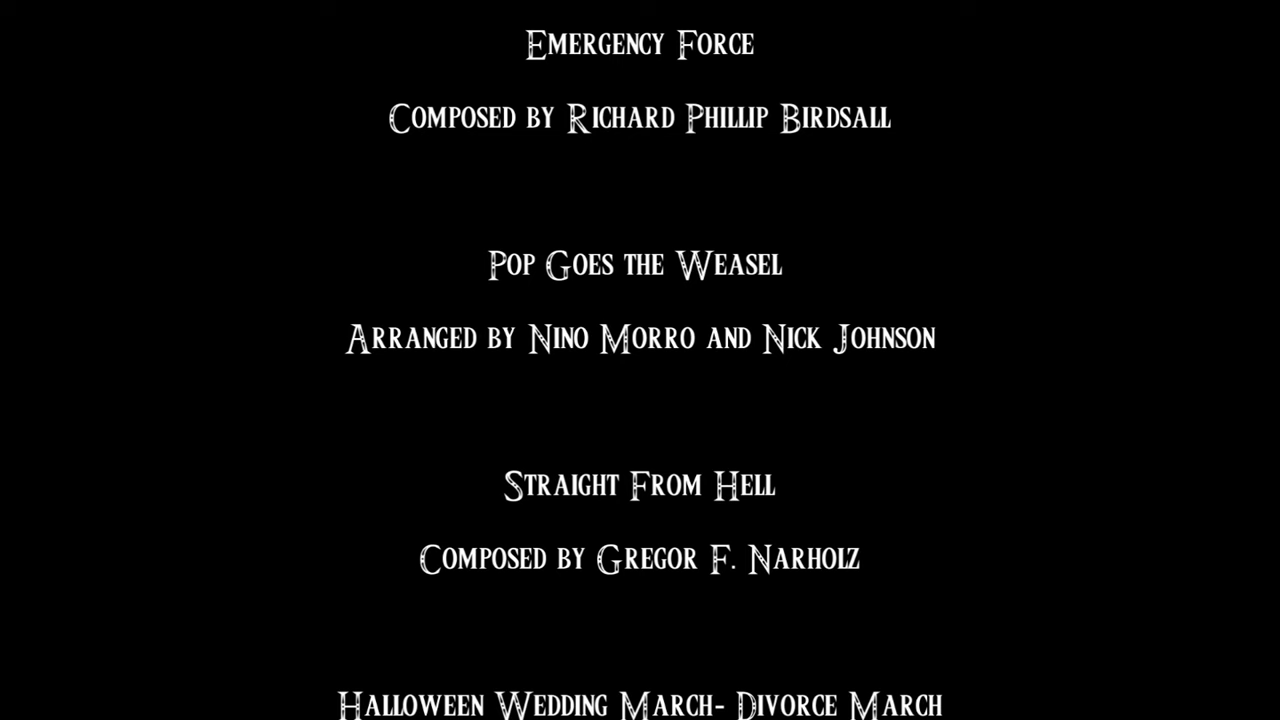 Emergency Force
Composed by Richard Phillip Birdsall
Pop Goes the Weasel
Arranged by Nino Morro and Nick Johnson
Straight From Hell
Composed by Gregor F. Narholz
Halloween Wedding March- Divorce March